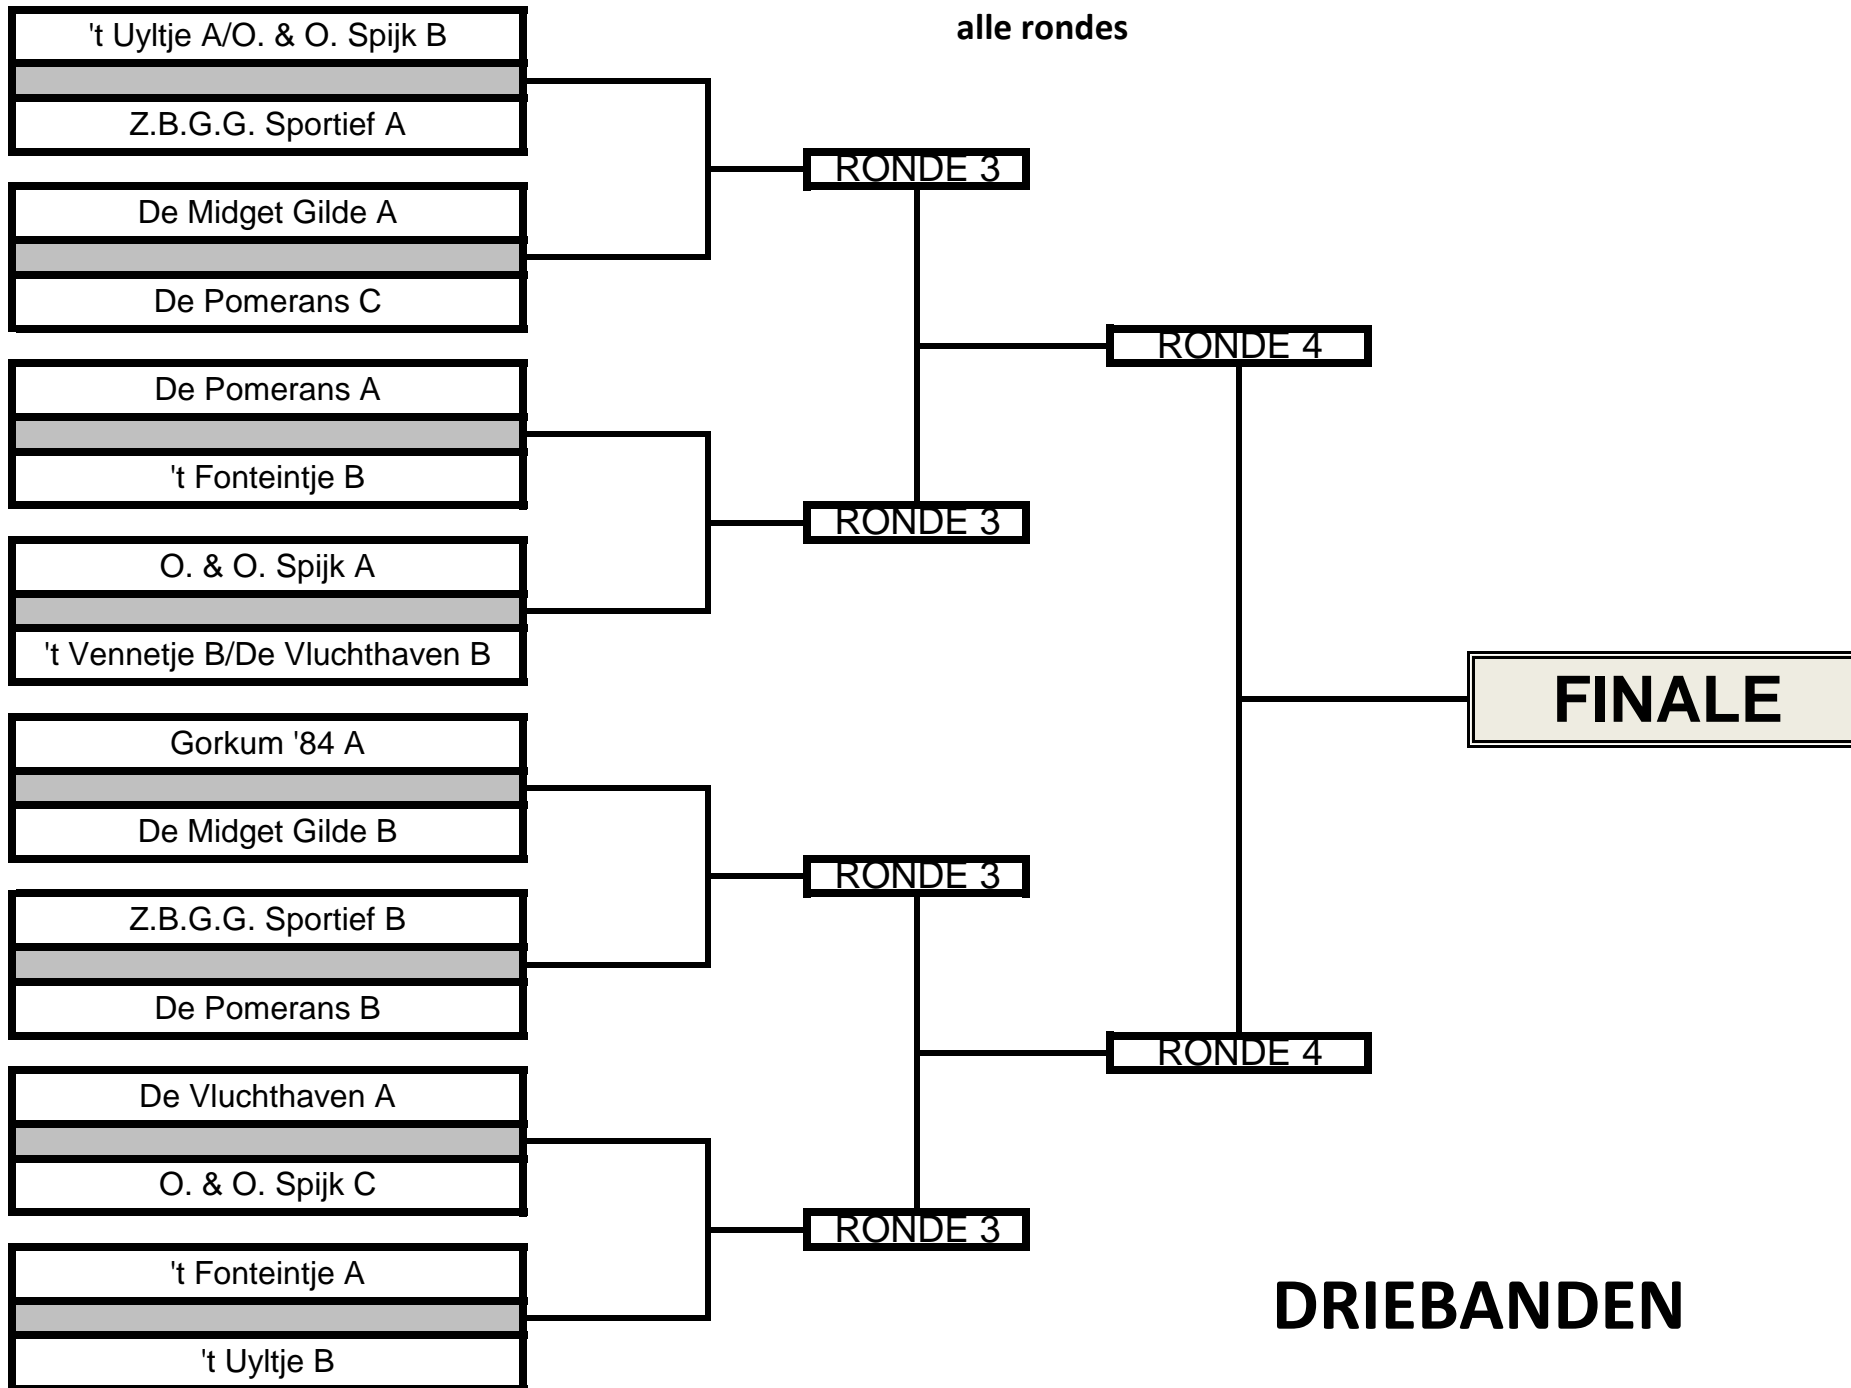 alle rondes
't Uyltje A/O. & O. Spijk B
Z.B.G.G. Sportief A
RONDE 3
De Midget Gilde A
De Pomerans C
RONDE 4
De Pomerans A
't Fonteintje B
RONDE 3
O. & O. Spijk A
't Vennetje B/De Vluchthaven B
FINALE
Gorkum '84 A
De Midget Gilde B
RONDE 3
Z.B.G.G. Sportief B
De Pomerans B
RONDE 4
De Vluchthaven A
O. & O. Spijk C
RONDE 3
't Fonteintje A
't Uyltje B
DRIEBANDEN